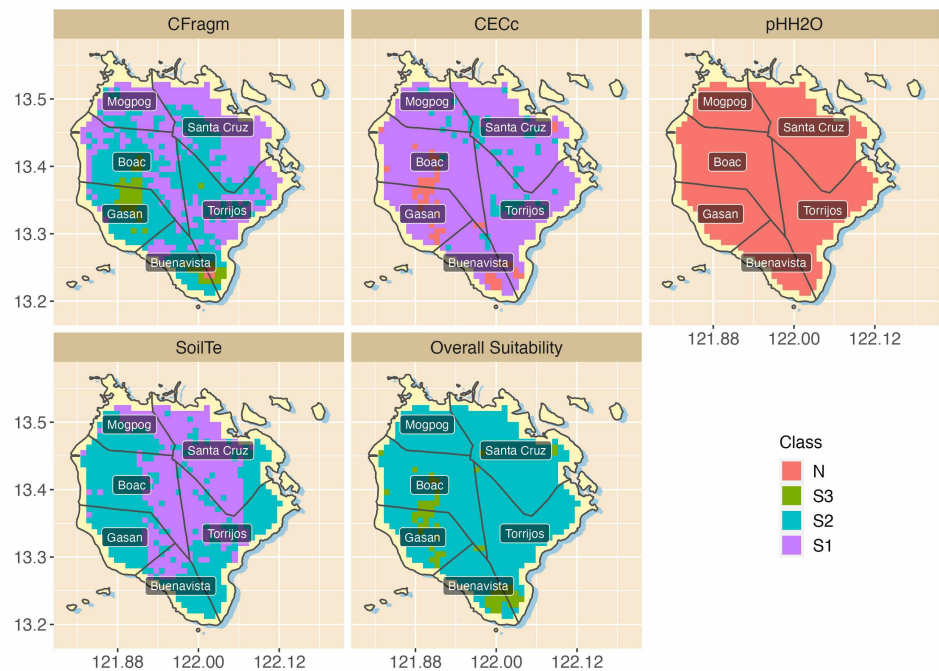 CFragm
CECc
pHH2O
13.5
13.4
13.3
13.2
Mogpog
Santa Cruz
Boac
Gasan
Torrijos
Buenavista
Mogpog
Santa Cruz
Boac
Gasan
Torrijos
Buenavista
Mogpog
Santa Cruz
Boac
Gasan
Torrijos
Buenavista
121.88 122.00 122.12
SoilTe
Overall Suitability
13.5
13.4
13.3
13.2
Mogpog
Santa Cruz
Boac
Gasan
Torrijos
Buenavista
Mogpog
Santa Cruz
Boac
Gasan
Torrijos
Buenavista
121.88 122.00 122.12
121.88 122.00 122.12
Class
N
S3
S2
S1